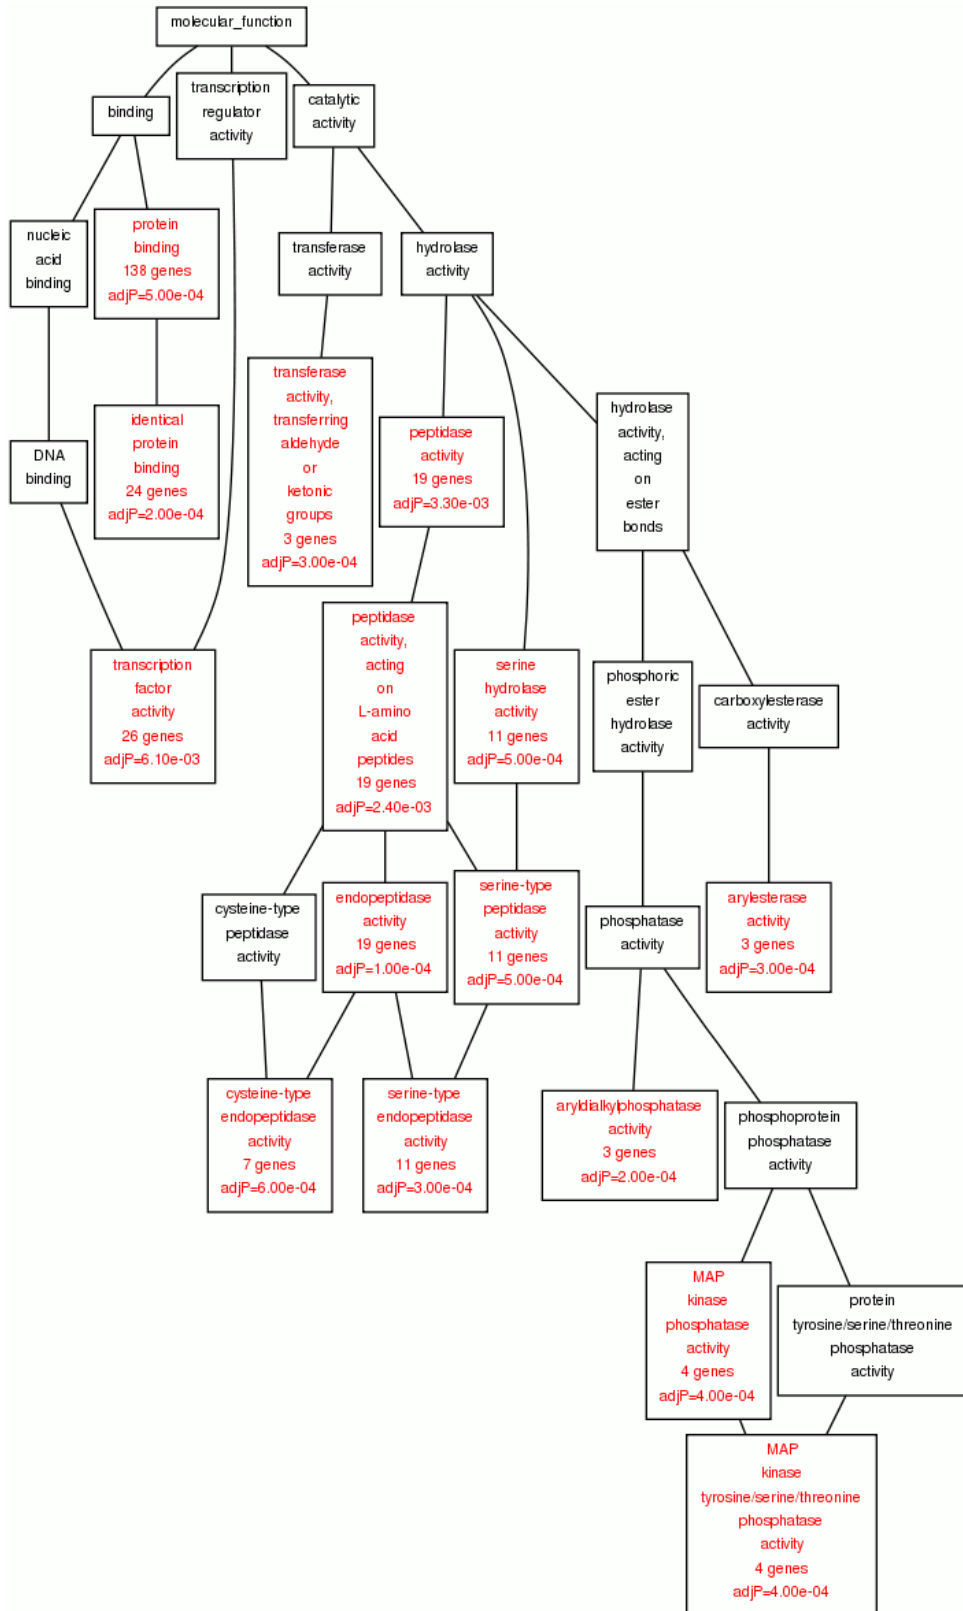 molecular_function
binding
transcription
regulator
activity
catalytic
activity
nucleic
acid
binding
protein
binding
138 genes
adjP=5.00e-04
transferase
activity
hydrolase
activity
DNA
binding
identical
protein
binding
24 genes
adjP=2.00e-04
transferase
activity,
transferring
aldehyde
or
ketonic
groups
3 genes
adjP=3.00e-04
peptidase
activity
19 genes
adjP=3.30e-03
hydrolase
activity,
acting
on
ester
bonds
transcription
factor
activity
26 genes
adjP=6.10e-03
peptidase
activity,
acting
on
L-amino
acid
peptides
19 genes
adjP=2.40e-03
serine
hydrolase
activity
11 genes
adjP=5.00e-04
phosphoric
ester
hydrolase
activity
carboxylesterase
activity
cysteine-type
peptidase
activity
endopeptidase
activity
19 genes
adjP=1.00e-04
serine-type
peptidase
activity
11 genes
adjP=5.00e-04
phosphatase
activity
arylesterase
activity
3 genes
adjP=3.00e-04
cysteine-type
endopeptidase
activity
7 genes
adjP=6.00e-04
serine-type
endopeptidase
activity
11 genes
adjP=3.00e-04
aryldialkylphosphatase
activity
3 genes
adjP=2.00e-04
phosphoprotein
phosphatase
activity
MAP
kinase
phosphatase
activity
4 genes
adjP=4.00e-04
protein
tyrosine/serine/threonine
phosphatase
activity
MAP
kinase
tyrosine/serine/threonine
phosphatase
activity
4 genes
adjP=4.00e-04